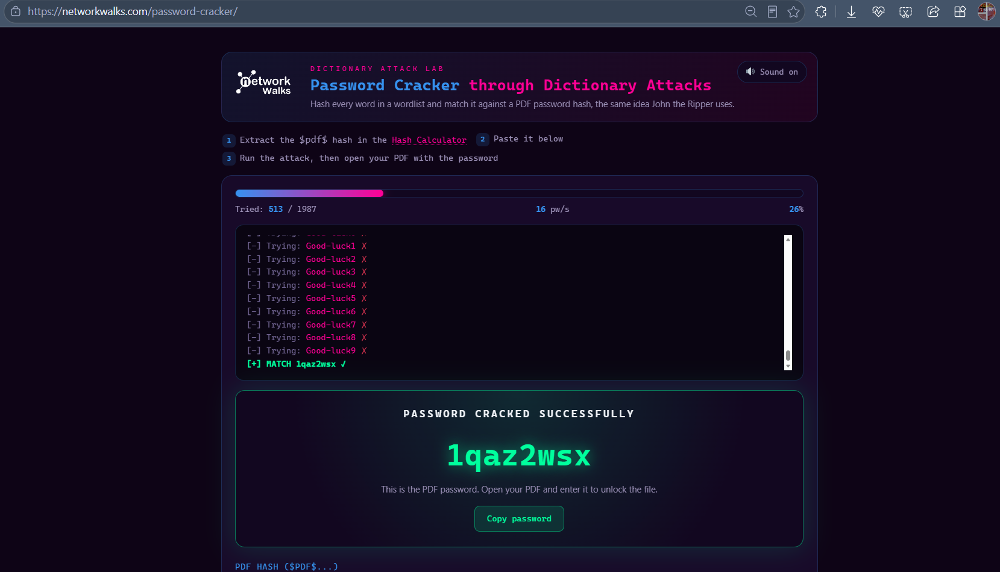 https://networkwalks.com/password-cracker/
network
Walks
DICTIONARY ATTACK LAB
Password Cracker through Dictionary Attacks
Hash every word in a wordlist and match it against a PDF password hash, the same idea John the Ripper uses.
Sound on
1 Extract the $pdf$ hash in the Hash Calculator 2 Paste it below
3 Run the attack, then open your PDF with the password
Tried: 513 / 1987 16 pw/s 26%
[-] Trying: Good-luck1 ✗
[-] Trying: Good-luck2 ✗
[-] Trying: Good-luck3 ✗
[-] Trying: Good-luck4 ✗
[-] Trying: Good-luck5 ✗
[-] Trying: Good-luck6 ✗
[-] Trying: Good-luck7 ✗
[-] Trying: Good-luck8 ✗
[-] Trying: Good-luck9 ✗
[+] MATCH 1qaz2wsx ✓
PASSWORD CRACKED SUCCESSFULLY
1qaz2wsx
This is the PDF password. Open your PDF and enter it to unlock the file.
Copy password
PDF HASH ($PDF$...)